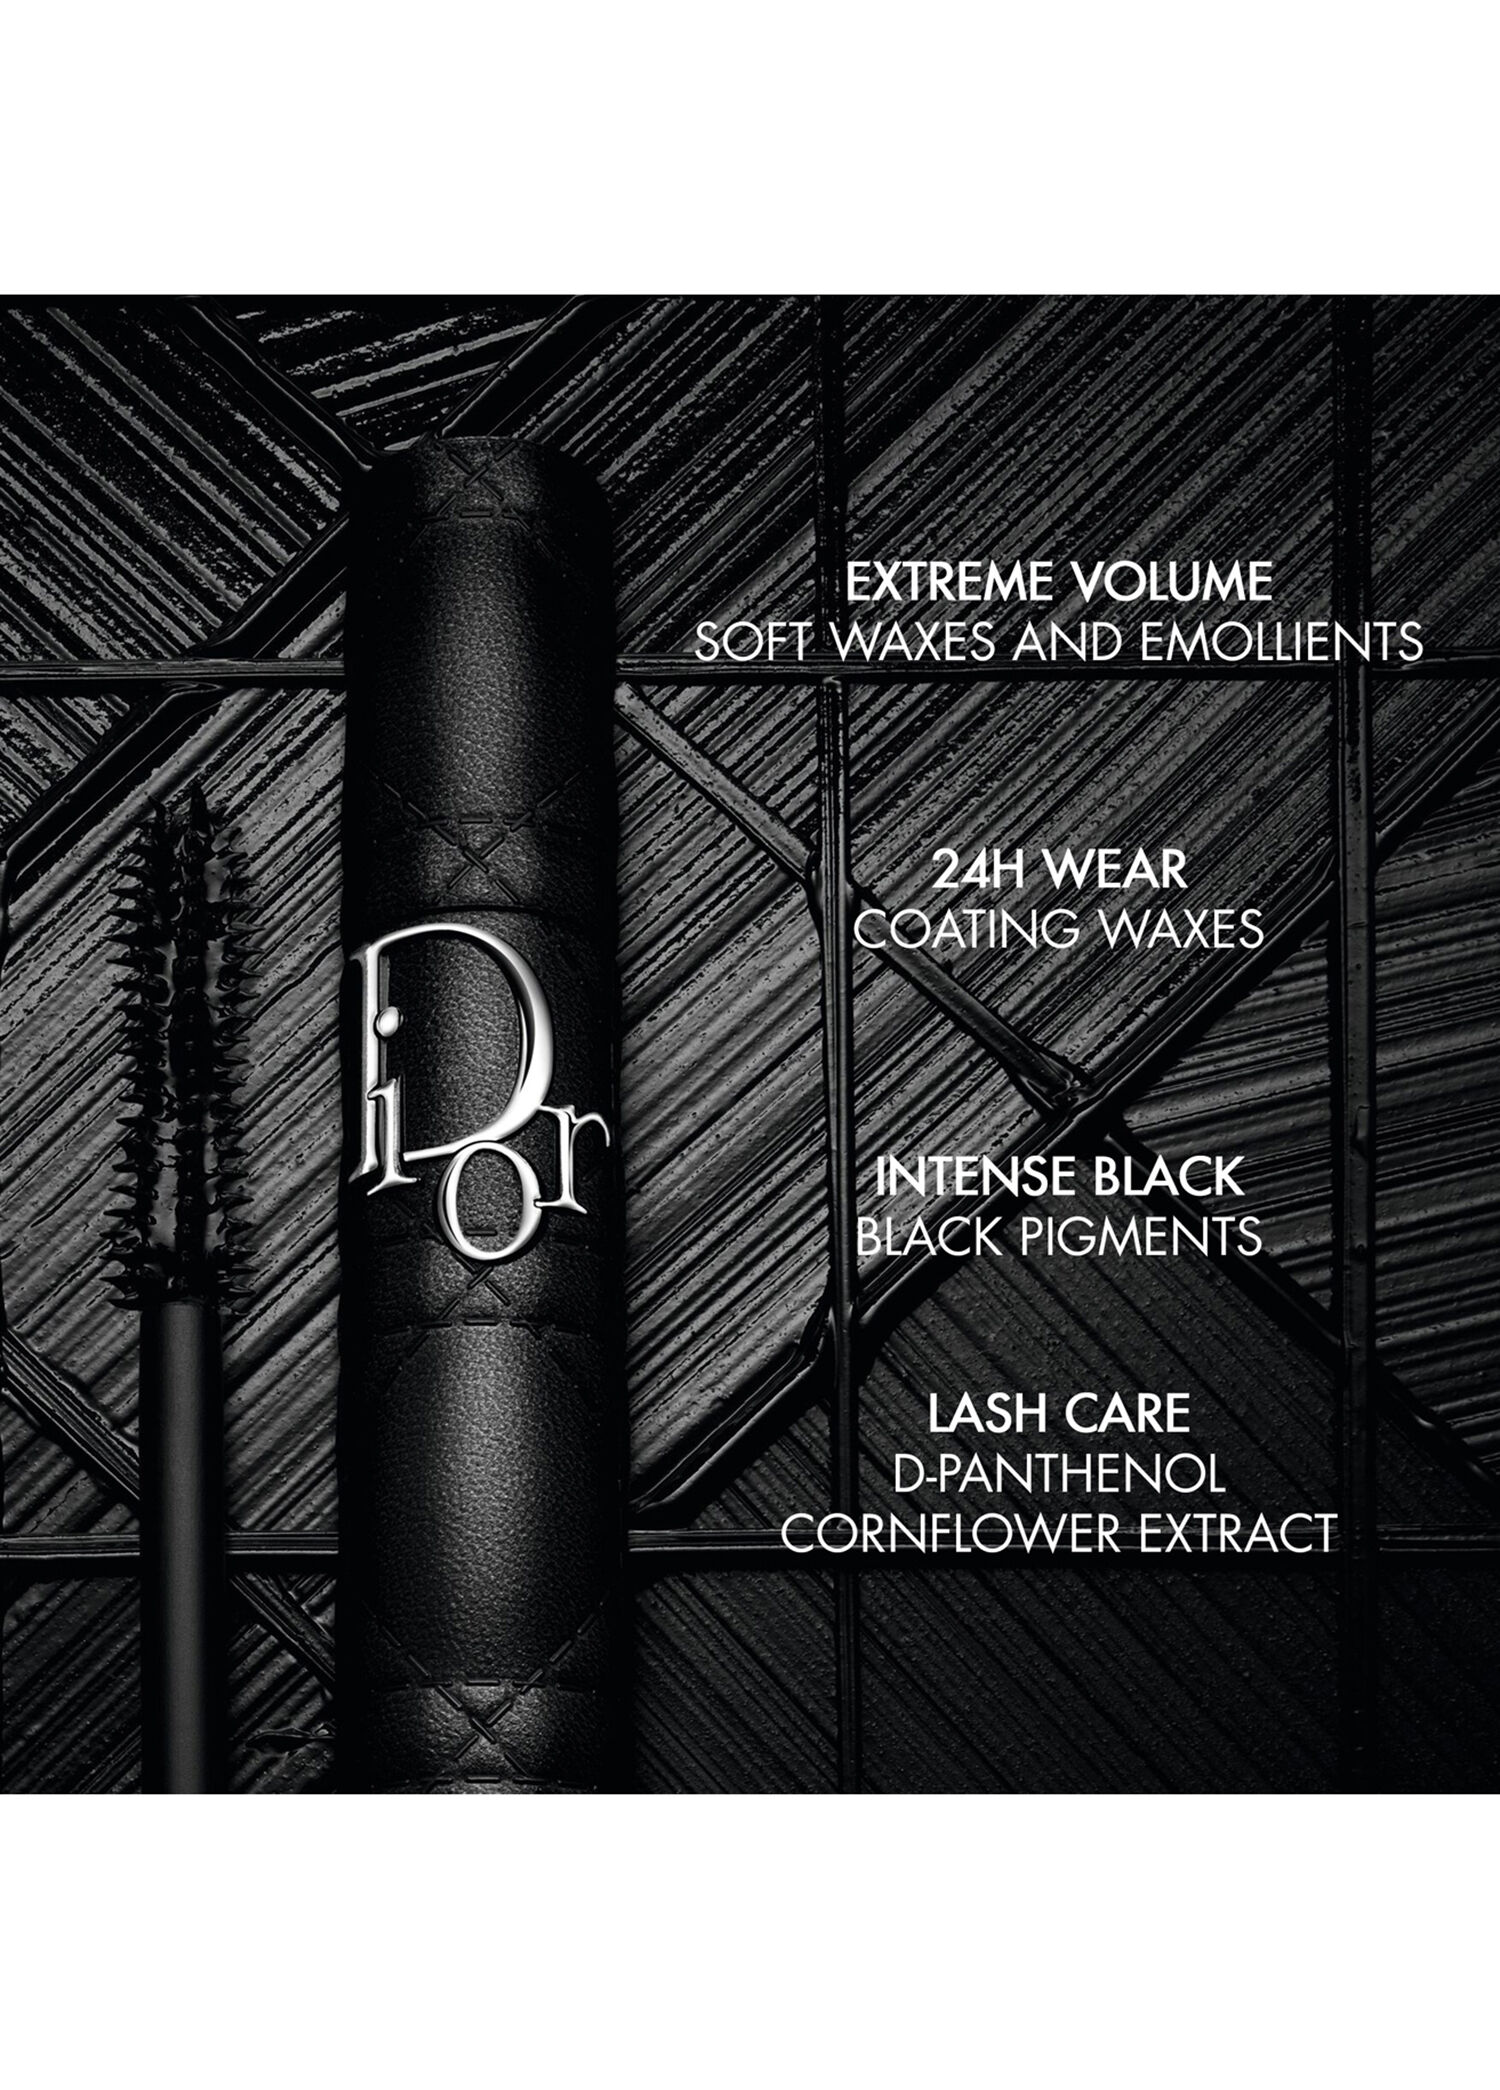 Dior
EXTREME VOLUME
SOFT WAXES AND EMOLLIENTS
24H WEAR
COATING WAXES
INTENSE BLACK
BLACK PIGMENTS
LASH CARE
D-PANTHENOL
CORNFLOWER EXTRACT